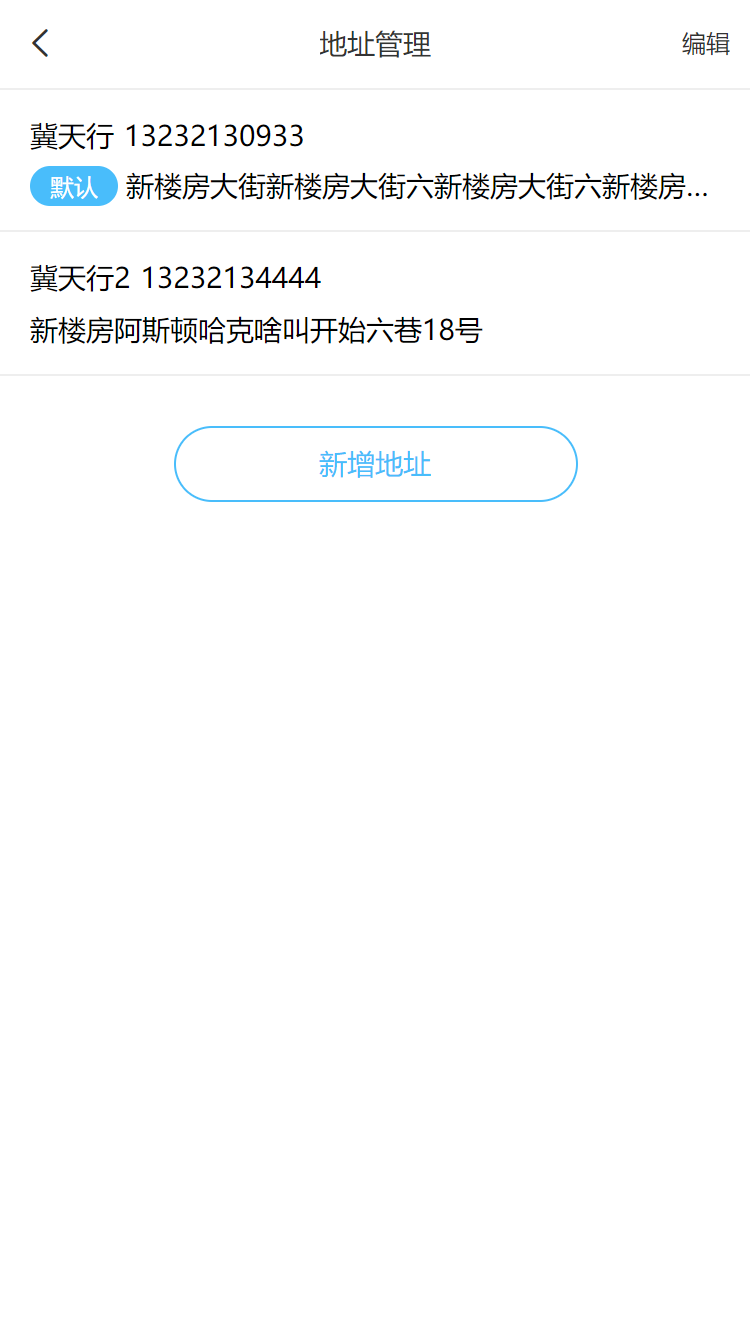 地址管理
编辑
冀天行 13232130933
默认 新楼房大街新楼房大街六新楼房大街六新楼房...
冀天行2 13232134444
新楼房阿斯顿哈克啥叫开始六巷18号
新增地址